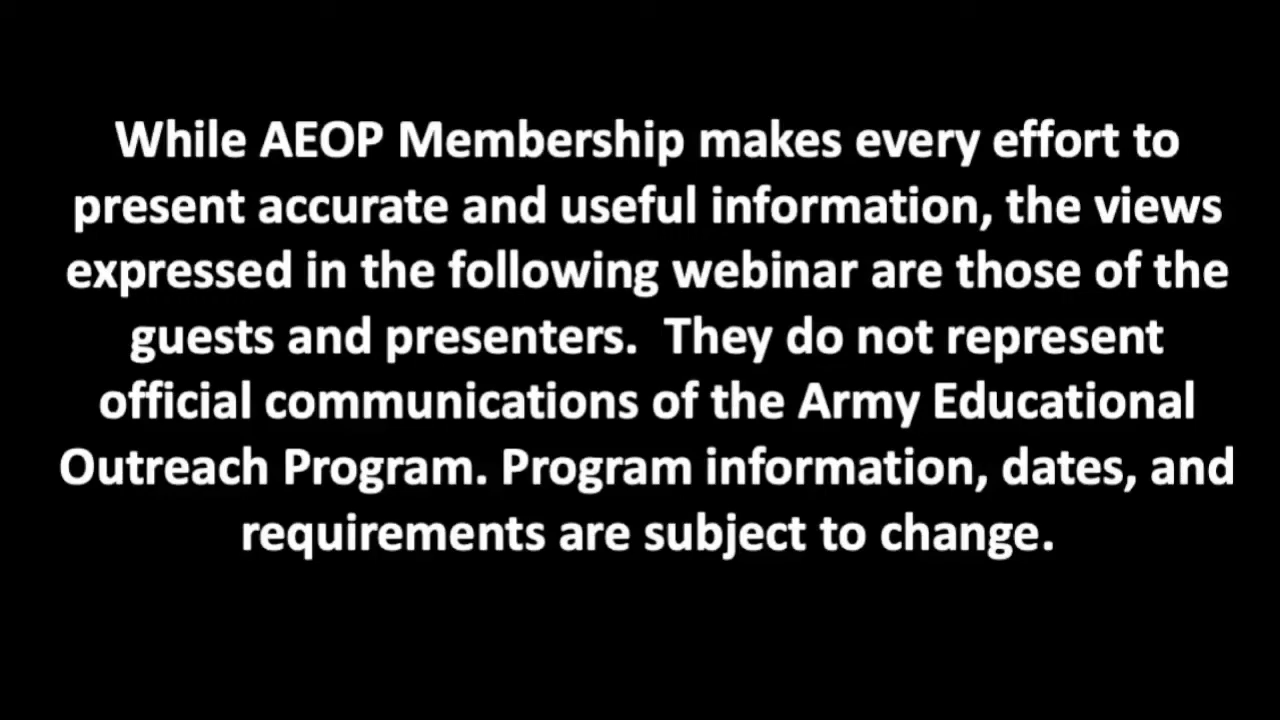 While AEOP Membership makes every effort to
present accurate and useful information, the views
expressed in the following webinar are those of the
guests and presenters.  They do not represent
official communications of the Army Educational
Outreach Program. Program information, dates, and
requirements are subject to change.